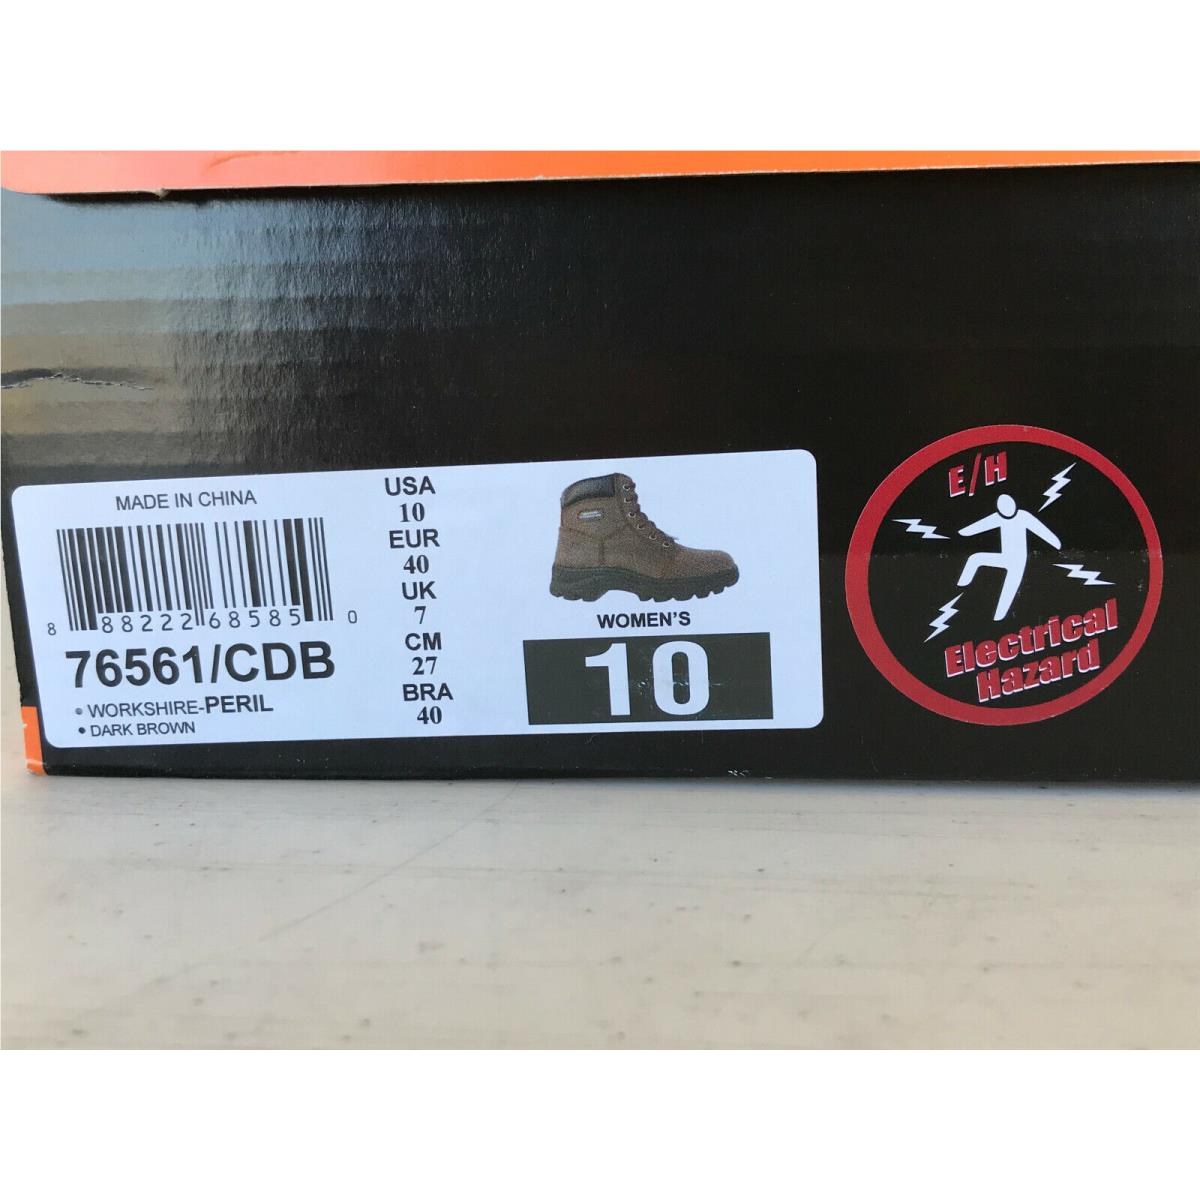 MADE IN CHINA
8 88222 68585 0
76561/CDB
• WORKSHIRE-PERIL
• DARK BROWN
USA
10
EUR
40
UK
7
CM
27
BRA
40
WOMEN'S
10
E/H
Electrical
Hazard